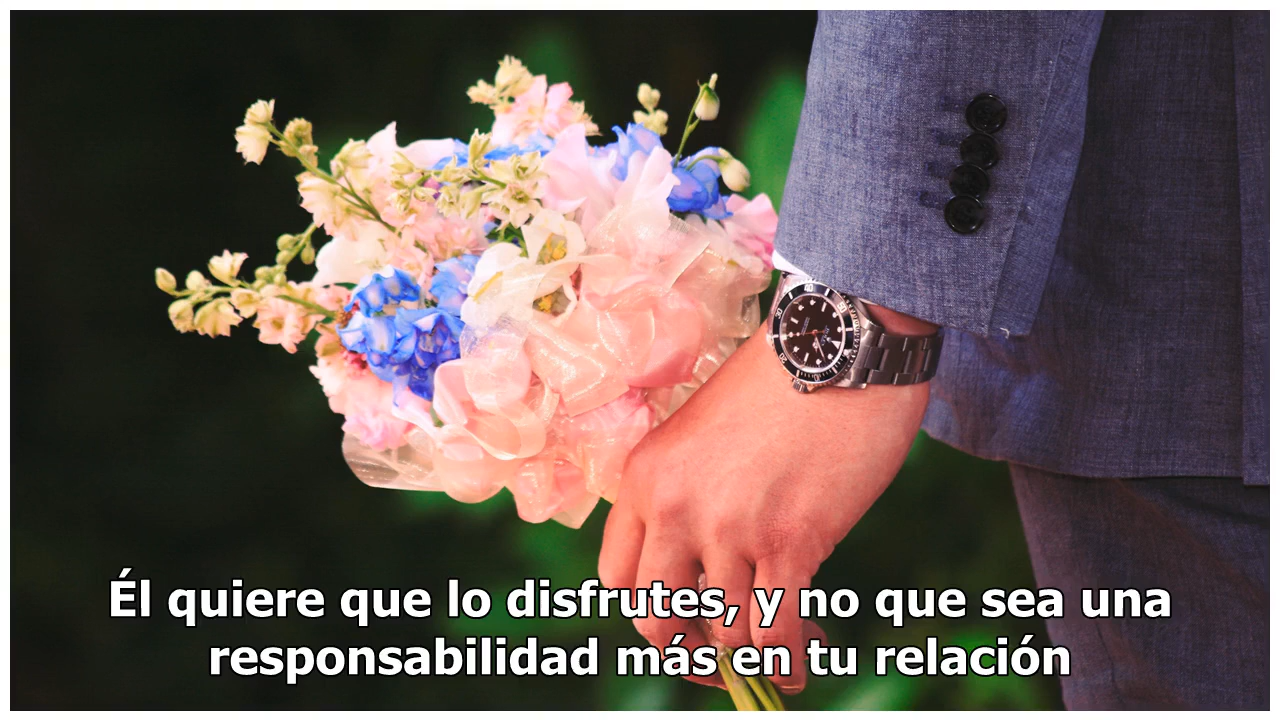 Él quiere que lo disfrutes, y no que sea una
responsabilidad más en tu relación